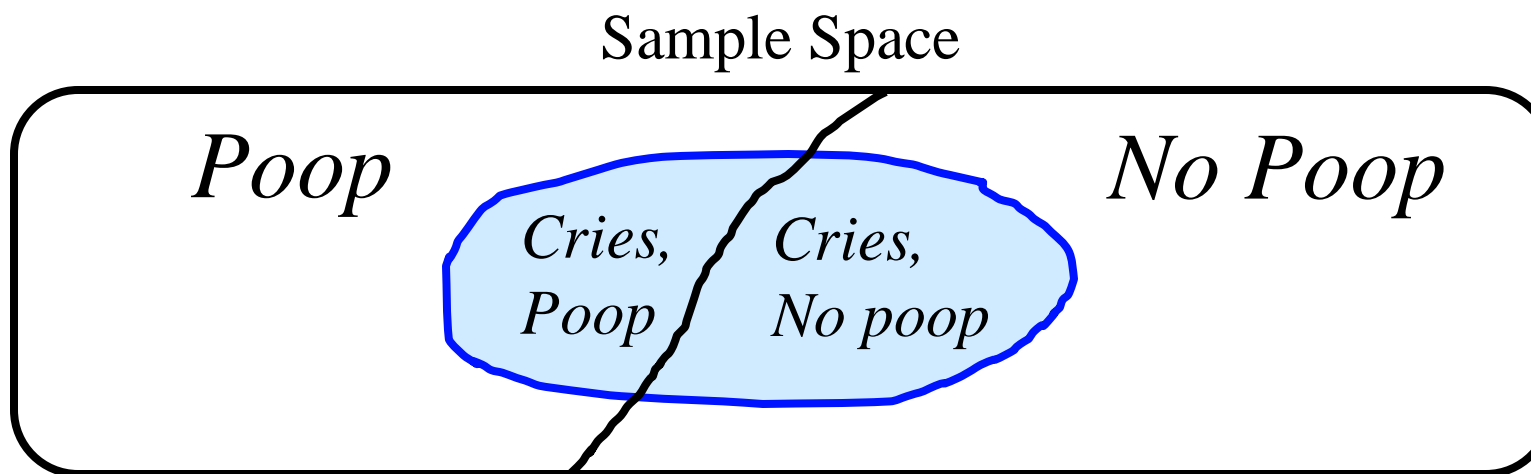 Sample Space
Poop
No Poop
Cries,
Poop
Cries,
No poop